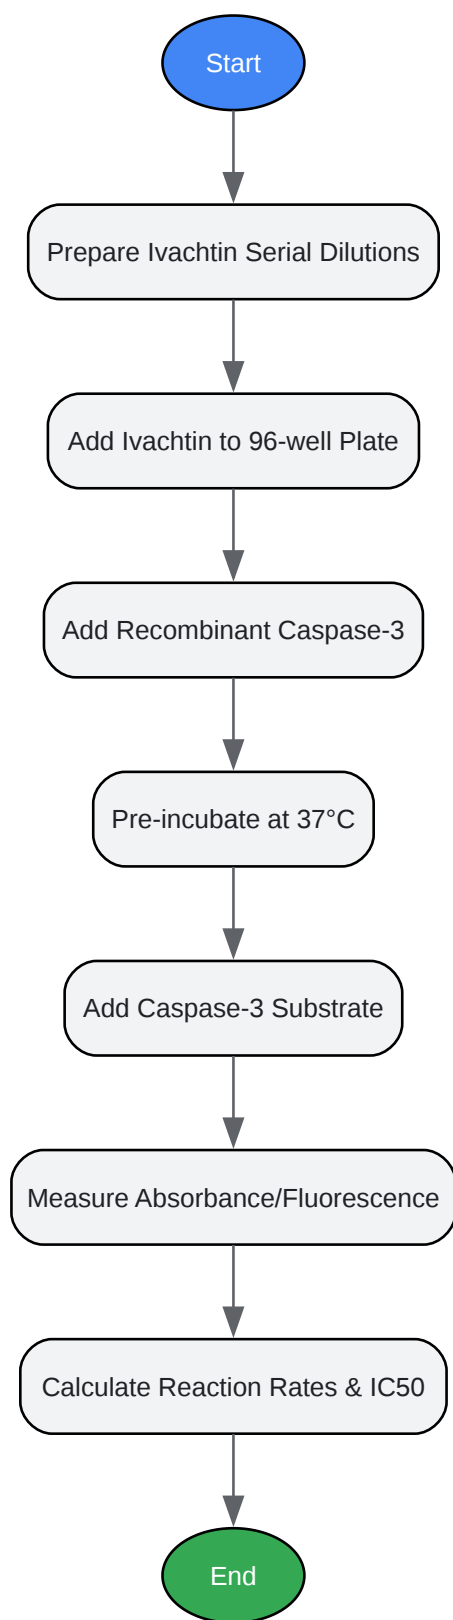 Start
Prepare Ivachtin Serial Dilutions
Add Ivachtin to 96-well Plate
Add Recombinant Caspase-3
Pre-incubate at 37°C
Add Caspase-3 Substrate
Measure Absorbance/Fluorescence
Calculate Reaction Rates & IC50
End